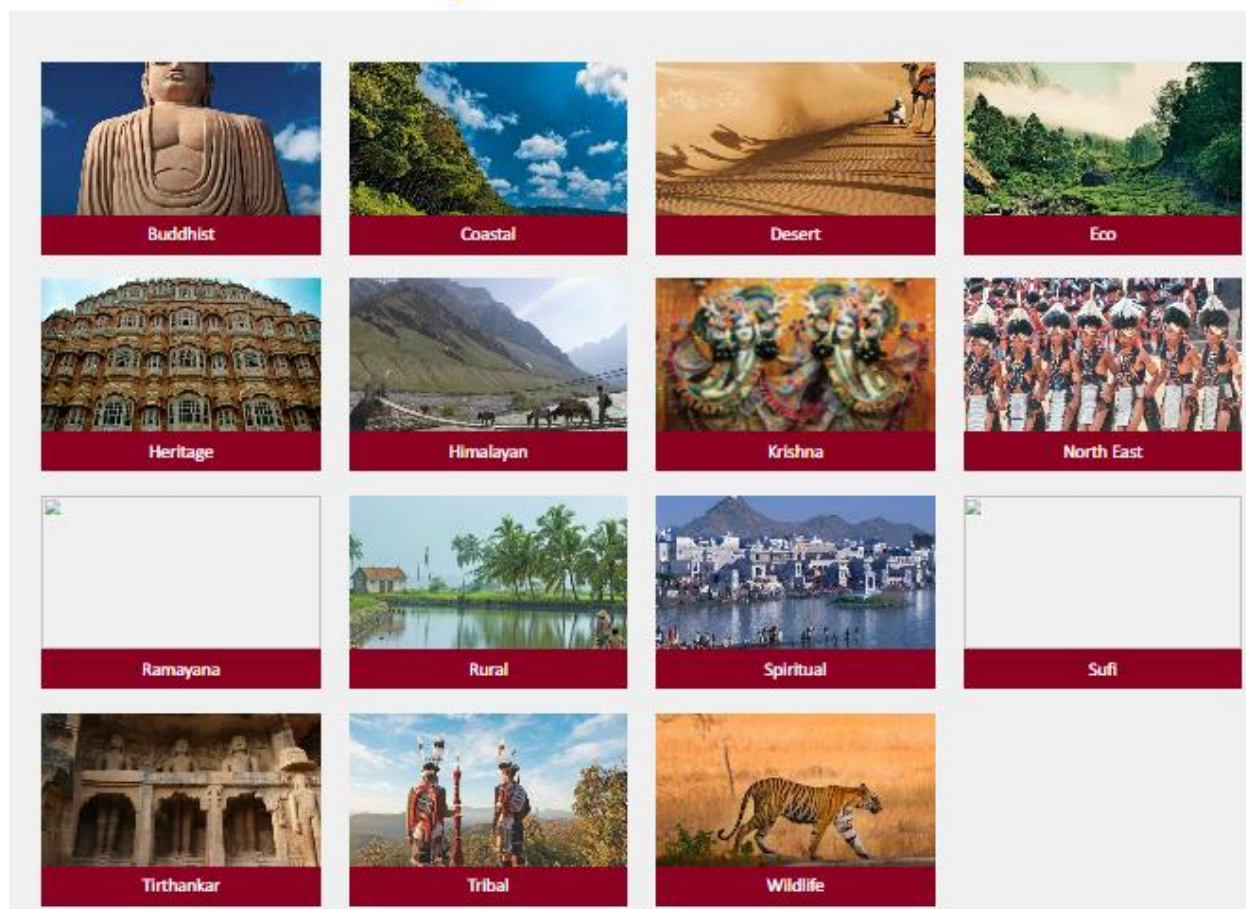 Buddhist
Coastal
Desert
Eco
Heritage
Himalayan
Krishna
North East
Ramayana
Rural
Spiritual
Sufi
Tirthankar
Tribal
Wildlife